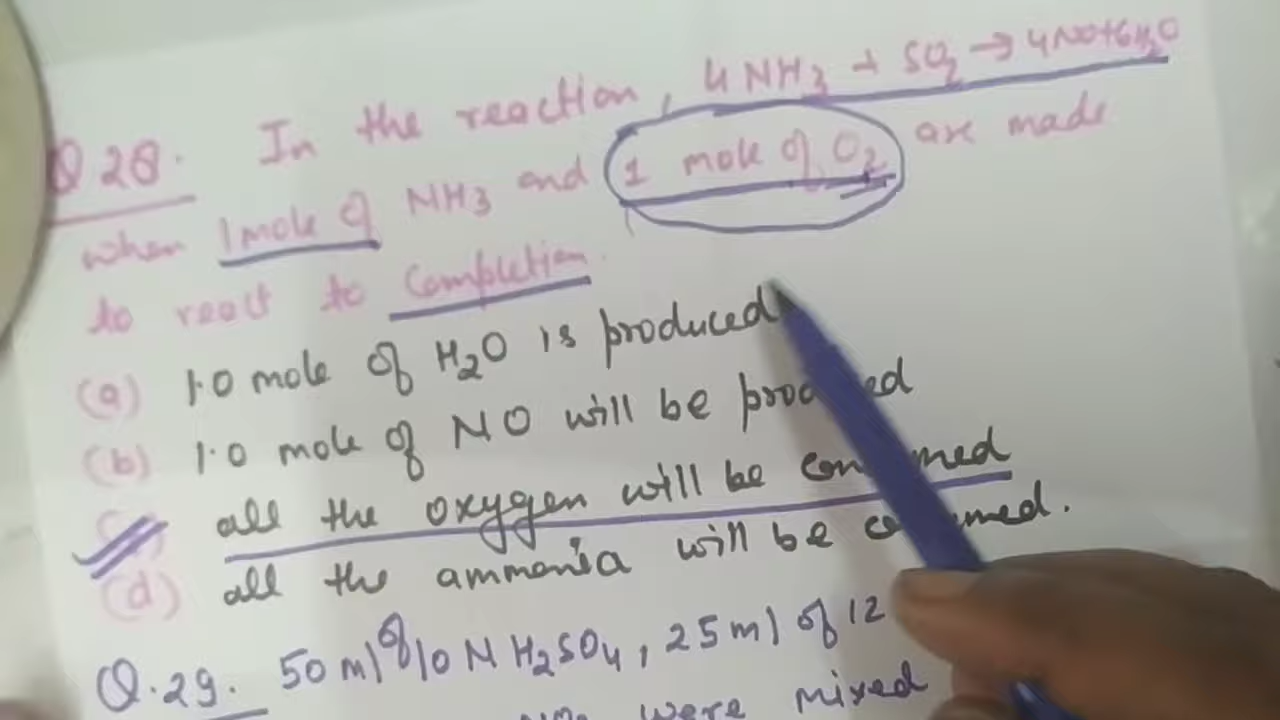 Q.28. In the reaction, 4NH3 + 5O2 → 4NO+6H2O
when 1 mole of NH3 and 1 mole of O2 are made
to react to completion.
(a) 1.0 mole of H2O is produced
(b) 1.0 mole of NO will be produced
(c) all the oxygen will be consumed
(d) all the ammonia will be consumed.
Q.29. 50 ml of 10 N H2SO4, 25 ml of 12
were mixed